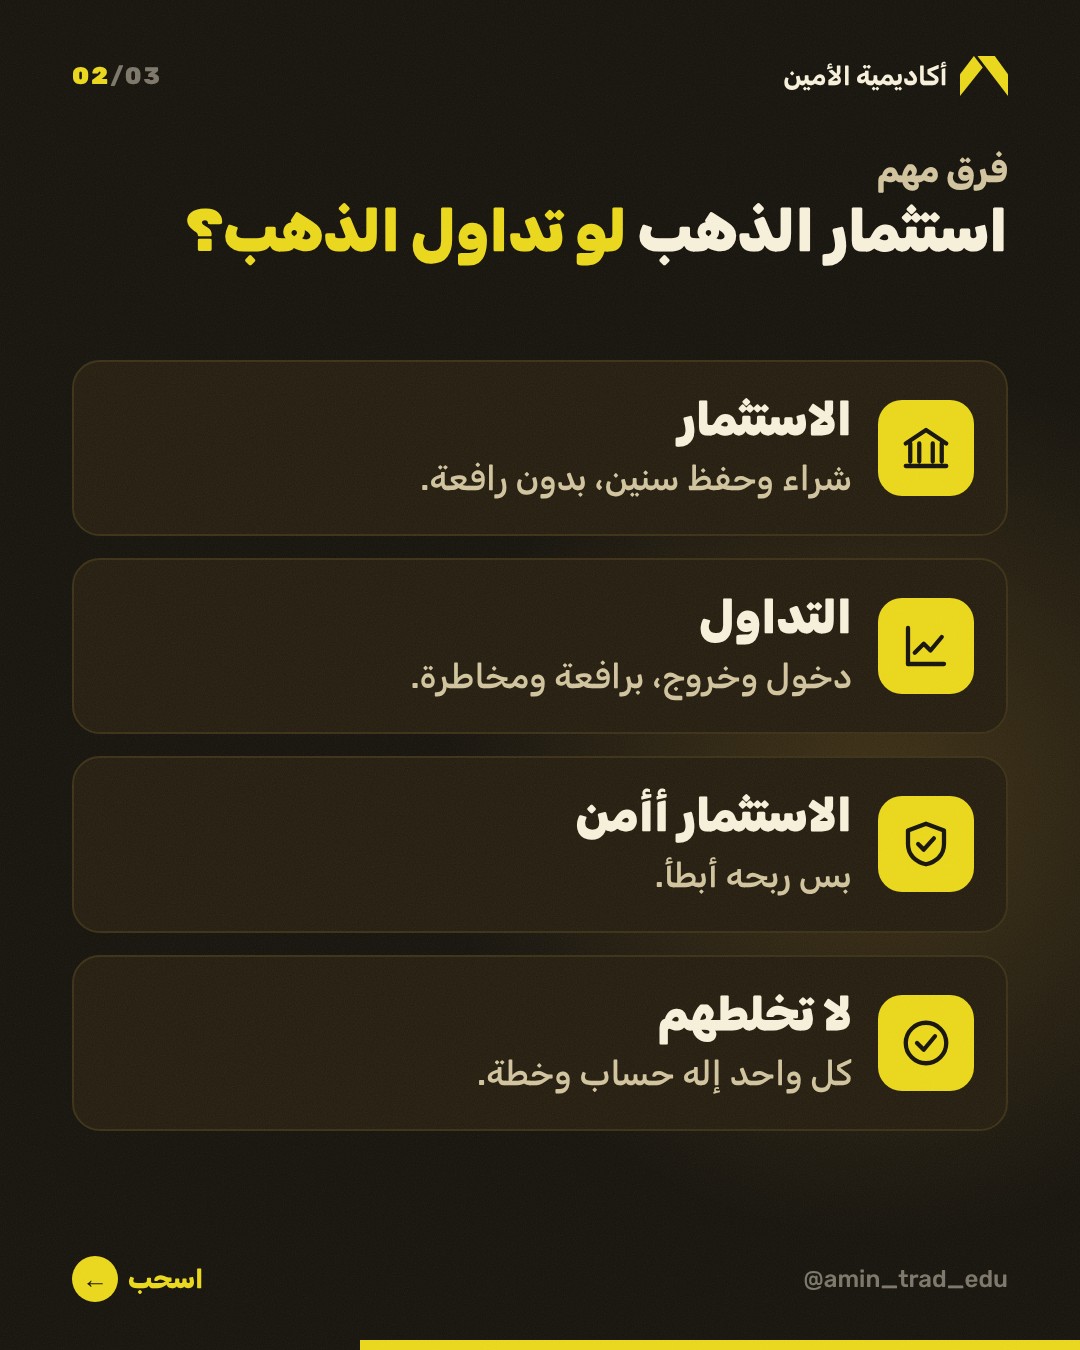 أكاديمية الأمين
02/03
فرق مهم
استثمار الذهب لو تداول الذهب؟
الاستثمار
شراء وحفظ سنين، بدون رافعة.
التداول
دخول وخروج، برافعة ومخاطرة.
الاستثمار أأمن
بس ربحه أبطأ.
لا تخلطهم
كل واحد إله حساب وخطة.
@amin_trad_edu
اسحب ←